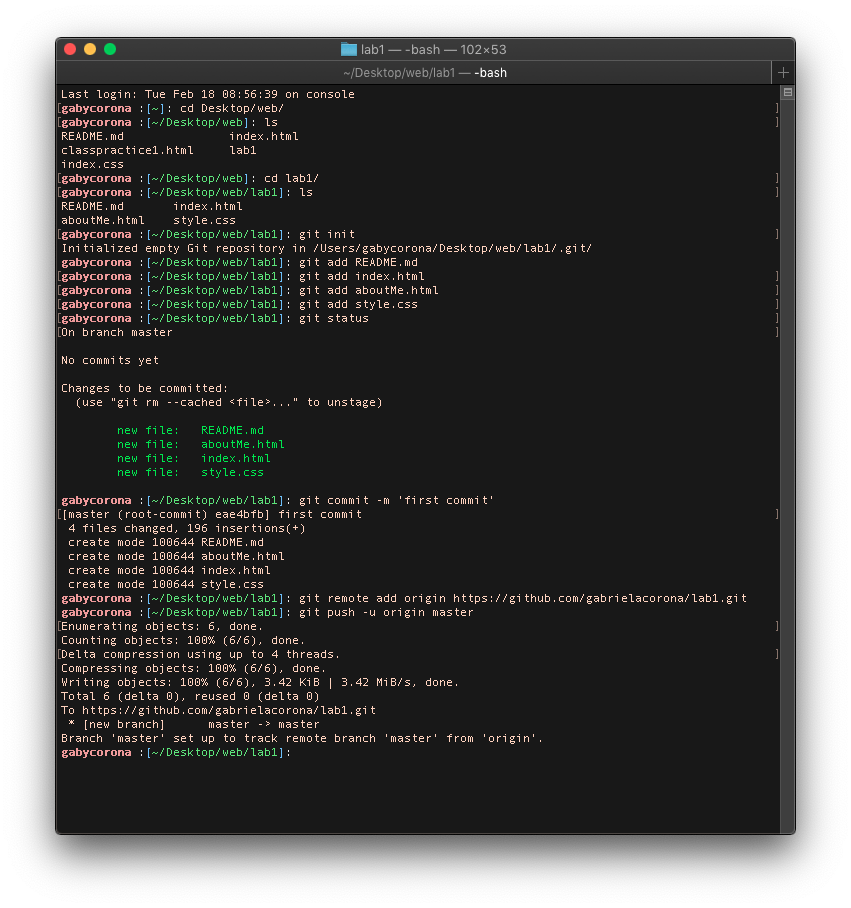 lab1 — -bash — 102×53
~/Desktop/web/lab1 — -bash
Last login: Tue Feb 18 08:56:39 on console
[gabycorona :[~]: cd Desktop/web/ ]
[gabycorona :[~/Desktop/web]: ls ]
README.md index.html
classpractice1.html lab1
index.css
[gabycorona :[~/Desktop/web]: cd lab1/ ]
[gabycorona :[~/Desktop/web/lab1]: ls ]
README.md index.html
aboutMe.html style.css
[gabycorona :[~/Desktop/web/lab1]: git init ]
Initialized empty Git repository in /Users/gabycorona/Desktop/web/lab1/.git/
gabycorona :[~/Desktop/web/lab1]: git add README.md
[gabycorona :[~/Desktop/web/lab1]: git add index.html ]
[gabycorona :[~/Desktop/web/lab1]: git add aboutMe.html ]
[gabycorona :[~/Desktop/web/lab1]: git add style.css ]
[gabycorona :[~/Desktop/web/lab1]: git status ]
[On branch master ]
No commits yet
Changes to be committed:
(use "git rm --cached <file>..." to unstage)
new file: README.md
new file: aboutMe.html
new file: index.html
new file: style.css
gabycorona :[~/Desktop/web/lab1]: git commit -m 'first commit'
[[master (root-commit) eae4bfb] first commit ]
4 files changed, 196 insertions(+)
create mode 100644 README.md
create mode 100644 aboutMe.html
create mode 100644 index.html
create mode 100644 style.css
gabycorona :[~/Desktop/web/lab1]: git remote add origin https://github.com/gabrielacorona/lab1.git
gabycorona :[~/Desktop/web/lab1]: git push -u origin master
[Enumerating objects: 6, done. ]
Counting objects: 100% (6/6), done.
[Delta compression using up to 4 threads. ]
Compressing objects: 100% (6/6), done.
Writing objects: 100% (6/6), 3.42 KiB | 3.42 MiB/s, done.
Total 6 (delta 0), reused 0 (delta 0)
To https://github.com/gabrielacorona/lab1.git
* [new branch] master -> master
Branch 'master' set up to track remote branch 'master' from 'origin'.
gabycorona :[~/Desktop/web/lab1]: